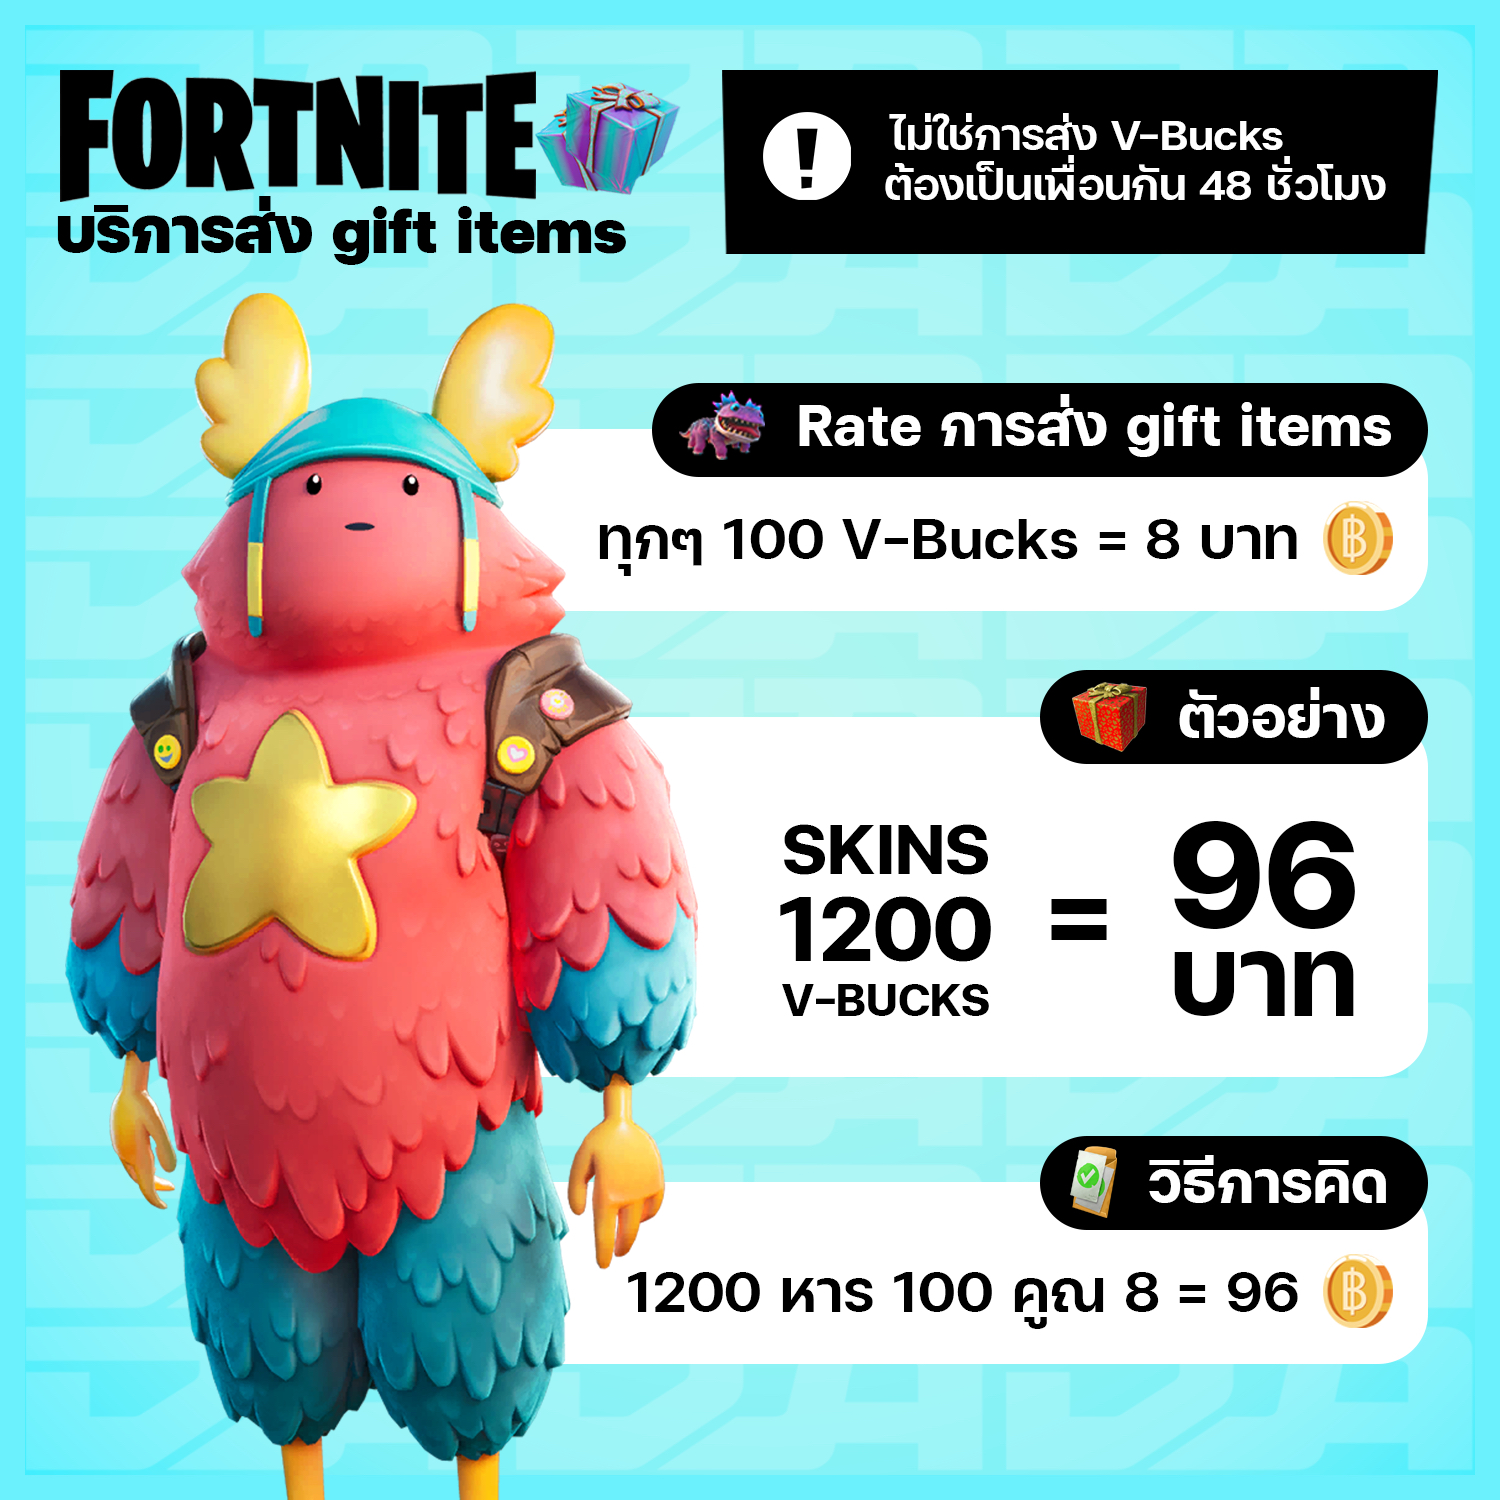 FORTNITE
บริการส่ง gift items
! ไม่ใช่การส่ง V-Bucks
ต้องเป็นเพื่อนกัน 48 ชั่วโมง
Rate การส่ง gift items
ทุกๆ 100 V-Bucks = 8 บาท
ตัวอย่าง
SKINS
1200
V-BUCKS
=
96
บาท
วิธีการคิด
1200 หาร 100 คูณ 8 = 96